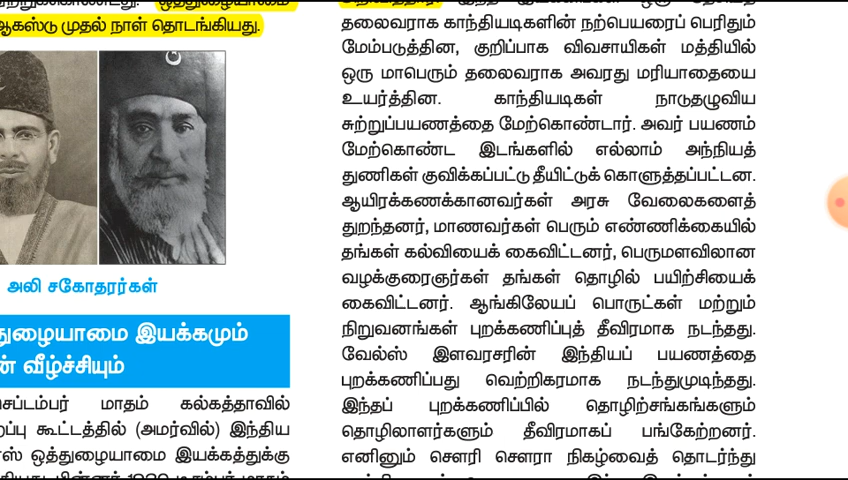 ஆகஸ்டு முதல் நாள் தொடங்கியது.
அலி சகோதரர்கள்
இயக்கமும்
வீழ்ச்சியும்
மாதம் கல்கத்தாவில்
கூட்டத்தில் (அமர்வில்) இந்திய
ஒத்துழையாமை இயக்கத்துக்கு
தலைவராக காந்தியடிகளின் நற்பெயரைப் பெரிதும்
மேம்படுத்தின, குறிப்பாக விவசாயிகள் மத்தியில்
ஒரு மாபெரும் தலைவராக அவரது மரியாதையை
உயர்த்தின. காந்தியடிகள் நாடுதழுவிய
சுற்றுப்பயணத்தை மேற்கொண்டார். அவர் பயணம்
மேற்கொண்ட இடங்களில் எல்லாம் அந்நியத்
துணிகள் குவிக்கப்பட்டு தீயிட்டுக் கொளுத்தப்பட்டன.
ஆயிரக்கணக்கானவர்கள் அரசு வேலைகளைத்
துறந்தனர், மாணவர்கள் பெரும் எண்ணிக்கையில்
தங்கள் கல்வியைக் கைவிட்டனர், பெருமளவிலான
வழக்குரைஞர்கள் தங்கள் தொழில் பயிற்சியைக்
கைவிட்டனர். ஆங்கிலேயப் பொருட்கள் மற்றும்
நிறுவனங்கள் புறக்கணிப்புத் தீவிரமாக நடந்தது.
வேல்ஸ் இளவரசரின் இந்தியப் பயணத்தை
புறக்கணிப்பது வெற்றிகரமாக நடந்துமுடிந்தது.
இந்தப் புறக்கணிப்பில் தொழிற்சங்கங்களும்
தொழிலாளர்களும் தீவிரமாகப் பங்கேற்றனர்.
எனினும் சௌரி சௌரா நிகழ்வைத் தொடர்ந்து